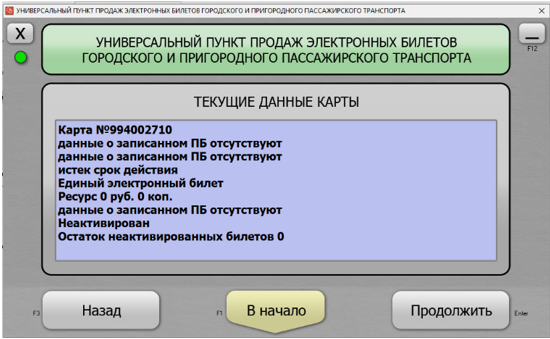 УНИВЕРСАЛЬНЫЙ ПУНКТ ПРОДАЖ ЭЛЕКТРОННЫХ БИЛЕТОВ ГОРОДСКОГО И ПРИГОРОДНОГО ПАССАЖИРСКОГО ТРАНСПОРТА
X
УНИВЕРСАЛЬНЫЙ ПУНКТ ПРОДАЖ ЭЛЕКТРОННЫХ БИЛЕТОВ
ГОРОДСКОГО И ПРИГОРОДНОГО ПАССАЖИРСКОГО ТРАНСПОРТА
F12
ТЕКУЩИЕ ДАННЫЕ КАРТЫ
Карта №994002710
данные о записанном ПБ отсутствуют
данные о записанном ПБ отсутствуют
истек срок действия
Единый электронный билет
Ресурс 0 руб. 0 коп.
данные о записанном ПБ отсутствуют
Неактивирован
Остаток неактивированных билетов 0
F3 Назад F1 В начало Продолжить Enter